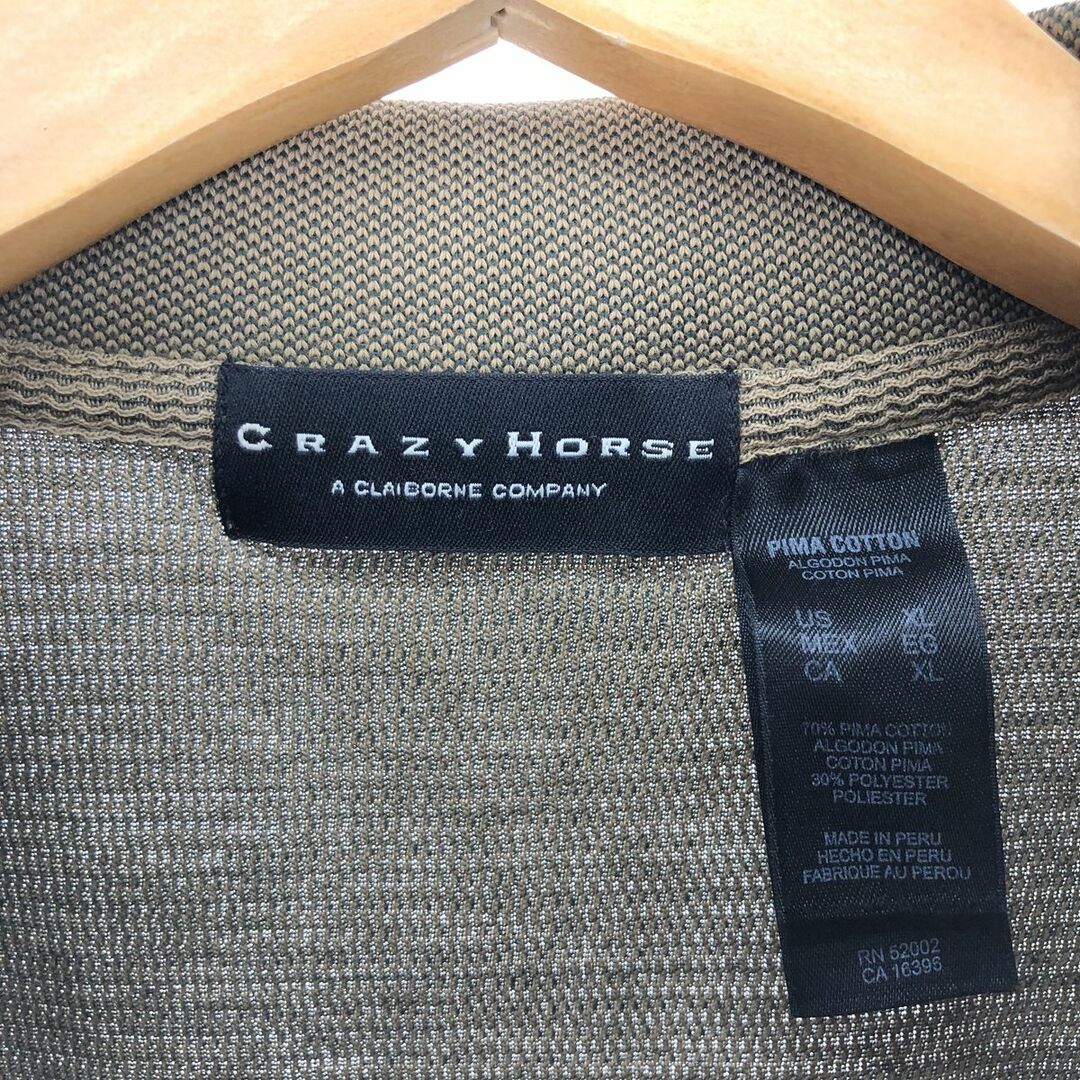 CRAZY HORSE
A CLAIBORNE COMPANY
PIMA COTTON
ALGODON PIMA
COTON PIMA
US XL
MEX EG
CA XL
70% PIMA COTTON
ALGODON PIMA
COTON PIMA
30% POLYESTER
POLIESTER
MADE IN PERU
HECHO EN PERU
FABRIQUE AU PEROU
RN 52002
CA 16396